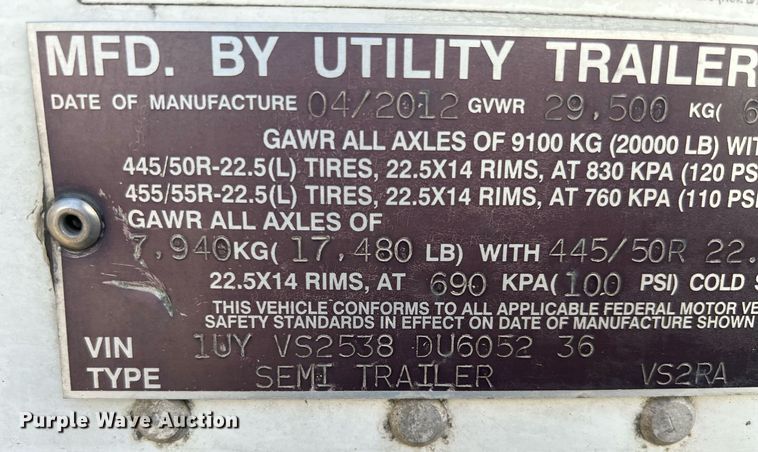 MFD. BY UTILITY TRAILER
DATE OF MANUFACTURE 04/2012 GVWR 29,500 KG( 6
GAWR ALL AXLES OF 9100 KG (20000 LB) WIT
445/50R-22.5(L) TIRES, 22.5X14 RIMS, AT 830 KPA (120 PS
455/55R-22.5(L) TIRES, 22.5X14 RIMS, AT 760 KPA (110 PSI
GAWR ALL AXLES OF
7,940KG( 17,480 LB) WITH 445/50R 22.
22.5X14 RIMS, AT 690 KPA( 100 PSI) COLD S
THIS VEHICLE CONFORMS TO ALL APPLICABLE FEDERAL MOTOR VE
SAFETY STANDARDS IN EFFECT ON DATE OF MANUFACTURE SHOWN
VIN 1UY VS2538 DU6052 36
TYPE SEMI TRAILER VS2RA
Purple Wave Auction